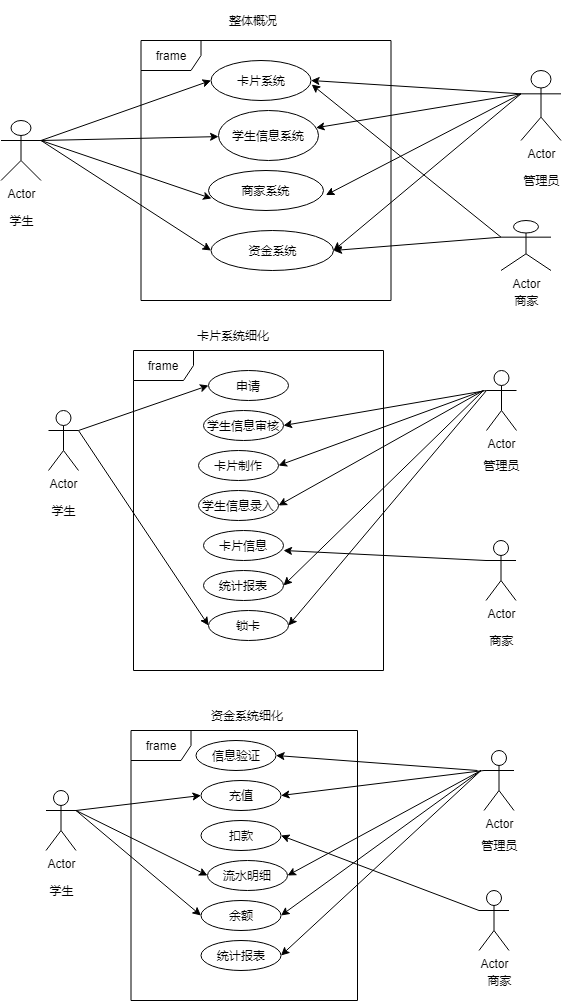 整体概况
frame
卡片系统
学生信息系统
商家系统
资金系统
Actor
学生
Actor
管理员
Actor
商家
卡片系统细化
frame
申请
学生信息审核
卡片制作
学生信息录入
卡片信息
统计报表
锁卡
Actor
学生
Actor
管理员
Actor
商家
资金系统细化
frame
信息验证
充值
扣款
流水明细
余额
统计报表
Actor
学生
Actor
管理员
Actor
商家